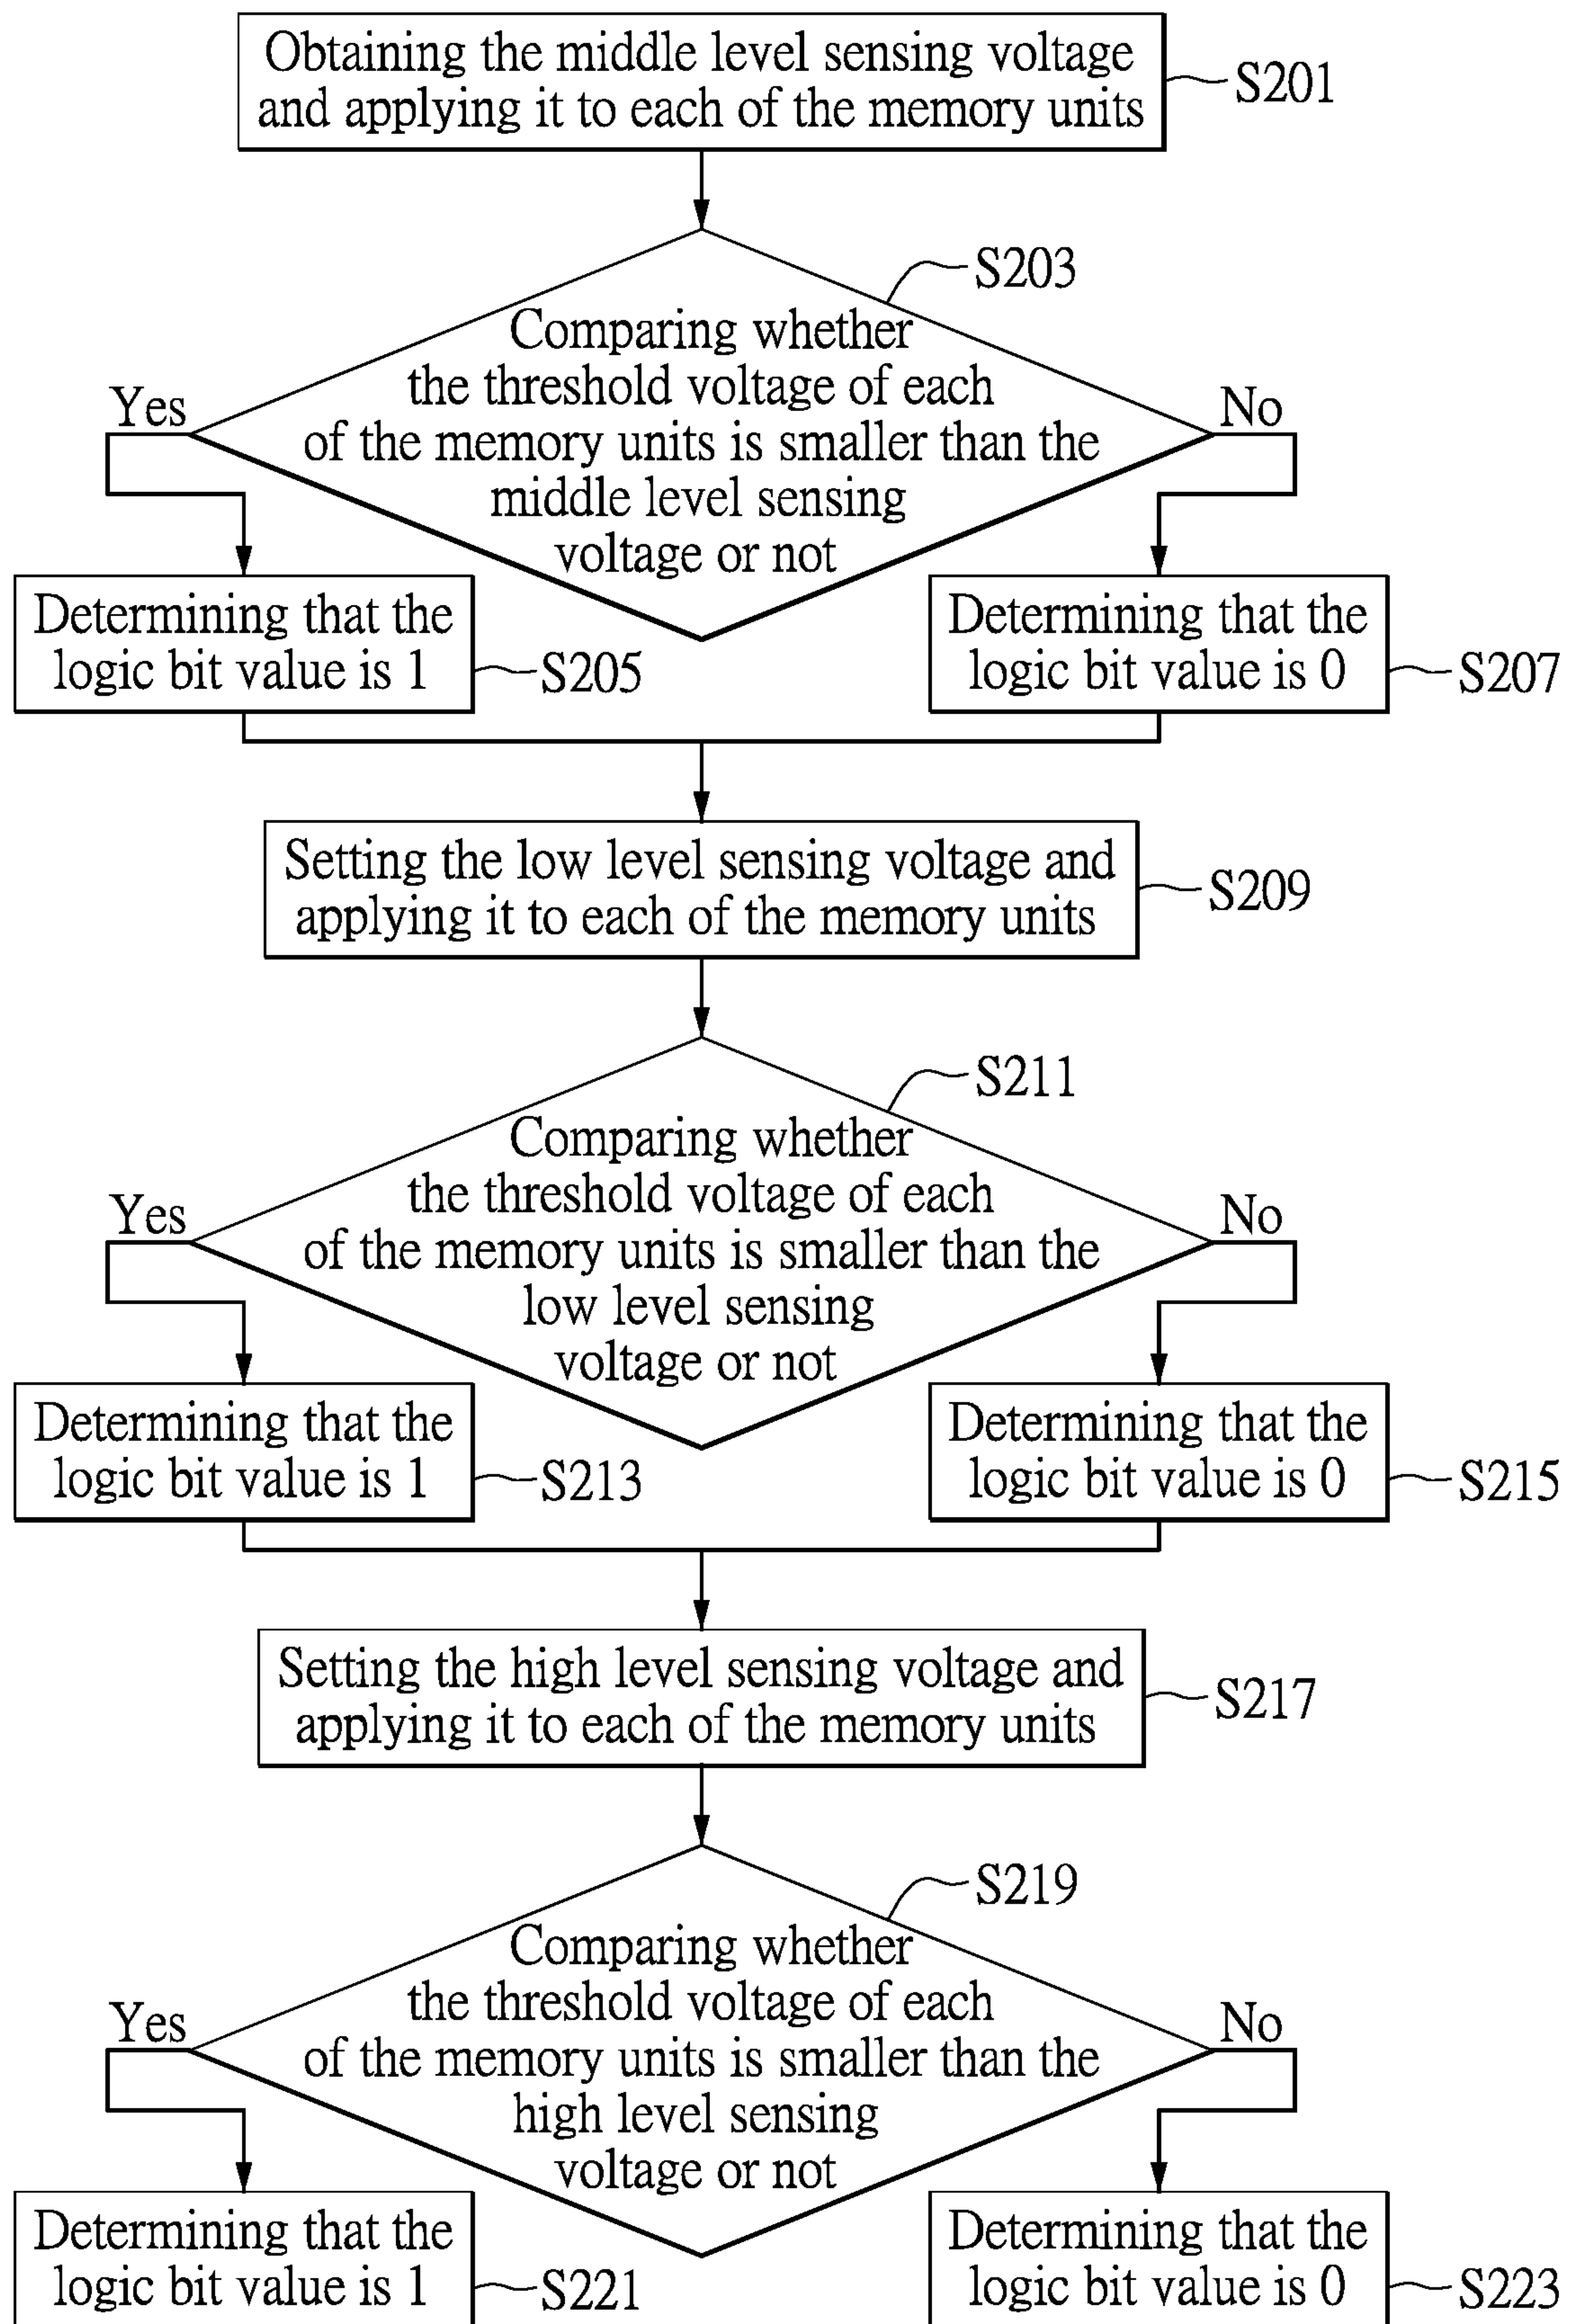 Obtaining the middle level sensing voltage
and applying it to each of the memory units
S201
S203
Comparing whether
the threshold voltage of each
of the memory units is smaller than the
middle level sensing
voltage or not
Yes
No
Determining that the
logic bit value is 1
S205
Determining that the
logic bit value is 0
S207
Setting the low level sensing voltage and
applying it to each of the memory units
S209
S211
Comparing whether
the threshold voltage of each
of the memory units is smaller than the
low level sensing
voltage or not
Yes
No
Determining that the
logic bit value is 1
S213
Determining that the
logic bit value is 0
S215
Setting the high level sensing voltage and
applying it to each of the memory units
S217
S219
Comparing whether
the threshold voltage of each
of the memory units is smaller than the
high level sensing
voltage or not
Yes
No
Determining that the
logic bit value is 1
S221
Determining that the
logic bit value is 0
S223